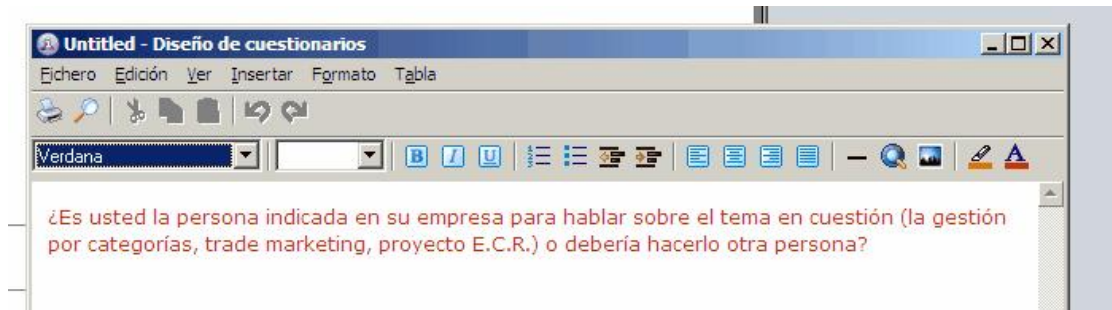 Untitled - Diseño de cuestionarios
Fichero Edición Ver Insertar Formato Tabla
Verdana
B I U
A
¿Es usted la persona indicada en su empresa para hablar sobre el tema en cuestión (la gestión
por categorías, trade marketing, proyecto E.C.R.) o debería hacerlo otra persona?